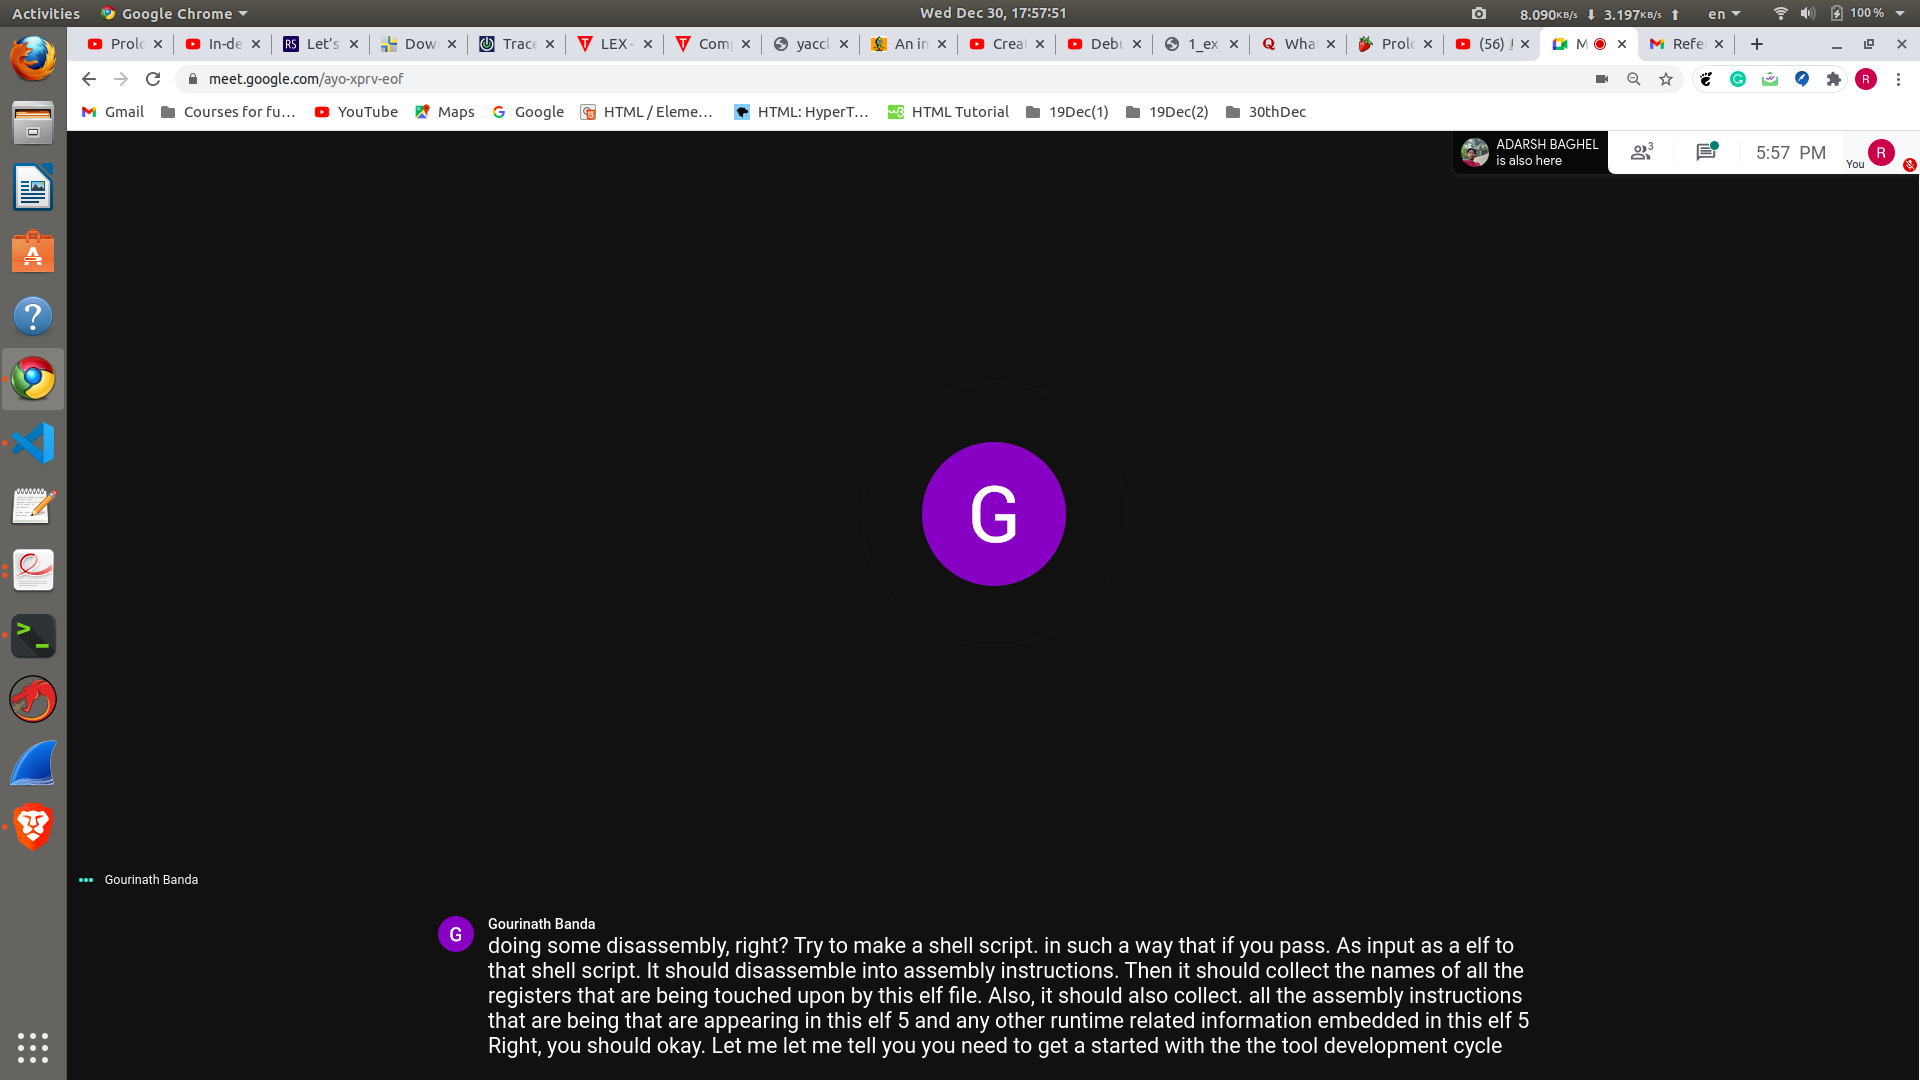 Activities Google Chrome Wed Dec 30, 17:57:51 8.090KB/s 3.197KB/s en 100 %
Prolo In-de RS Let's Dow Trace LEX - Com yaccl An in Crea Debu 1_ex Q Wha Prolo (56) M Refe
meet.google.com/ayo-xprv-eof R
Gmail Courses for fu... YouTube Maps Google HTML / Eleme... HTML: HyperT... HTML Tutorial 19Dec(1) 19Dec(2) 30thDec
ADARSH BAGHEL
is also here
3
5:57 PM
You
R
G
Gourinath Banda
G
Gourinath Banda
doing some disassembly, right? Try to make a shell script. in such a way that if you pass. As input as a elf to
that shell script. It should disassemble into assembly instructions. Then it should collect the names of all the
registers that are being touched upon by this elf file. Also, it should also collect. all the assembly instructions
that are being that are appearing in this elf 5 and any other runtime related information embedded in this elf 5
Right, you should okay. Let me let me tell you you need to get a started with the the tool development cycle